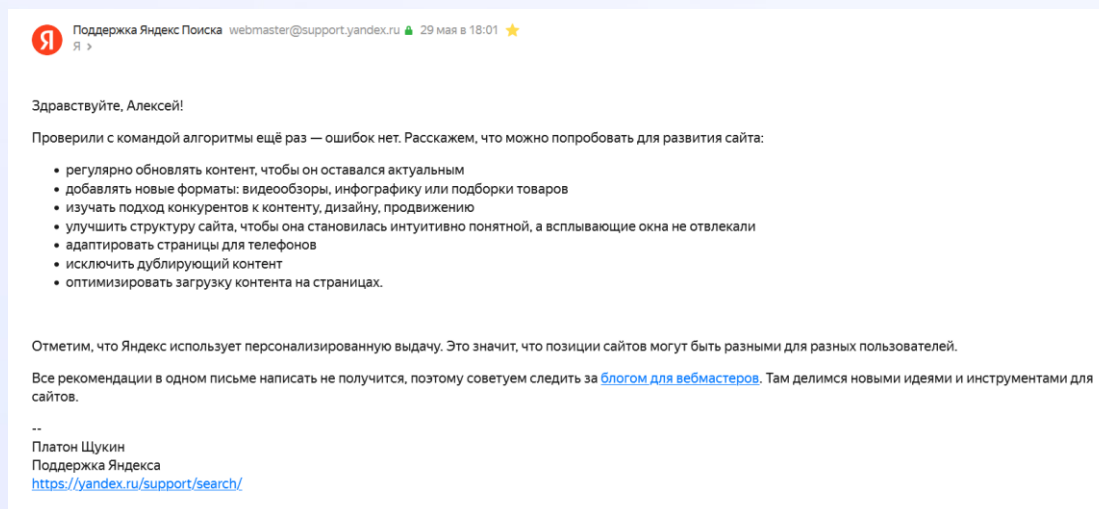 Я
Поддержка Яндекс Поиска webmaster@support.yandex.ru 29 мая в 18:01
Я >
Здравствуйте, Алексей!
Проверили с командой алгоритмы ещё раз — ошибок нет. Расскажем, что можно попробовать для развития сайта:
• регулярно обновлять контент, чтобы он оставался актуальным
• добавлять новые форматы: видеообзоры, инфографику или подборки товаров
• изучать подход конкурентов к контенту, дизайну, продвижению
• улучшить структуру сайта, чтобы она становилась интуитивно понятной, а всплывающие окна не отвлекали
• адаптировать страницы для телефонов
• исключить дублирующий контент
• оптимизировать загрузку контента на страницах.
Отметим, что Яндекс использует персонализированную выдачу. Это значит, что позиции сайтов могут быть разными для разных пользователей.
Все рекомендации в одном письме написать не получится, поэтому советуем следить за блогом для вебмастеров. Там делимся новыми идеями и инструментами для
сайтов.
--
Платон Щукин
Поддержка Яндекса
https://yandex.ru/support/search/